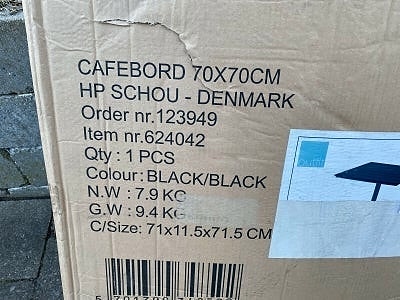 CAFEBORD 70X70CM
HP SCHOU - DENMARK
Order nr.123949
Item nr.624042
Qty : 1 PCS
Colour: BLACK/BLACK
N.W : 7.9 KG
G.W : 9.4 KG
C/Size: 71x11.5x71.5 CM
outfit